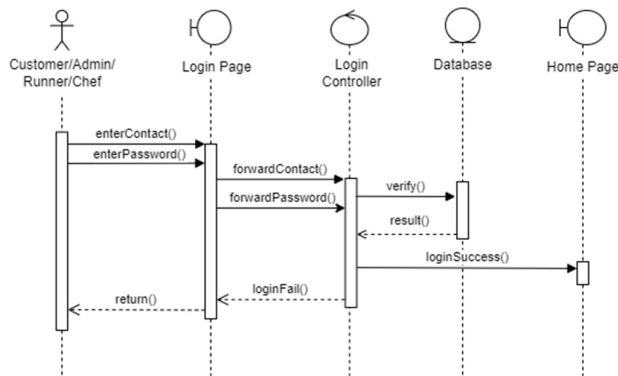 Customer/Admin/
Runner/Chef
Login Page
Login
Controller
Database
Home Page
enterContact()
enterPassword()
forwardContact()
forwardPassword()
verify()
result()
loginSuccess()
loginFail()
return()